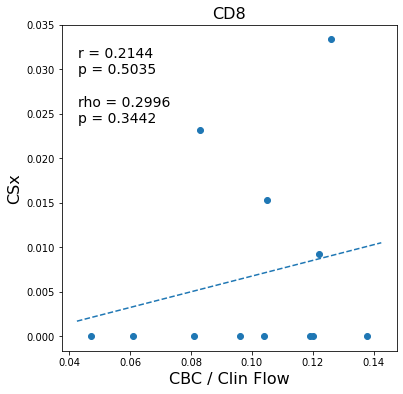 CD8
r = 0.2144
p = 0.5035
rho = 0.2996
p = 0.3442
CSx
0.035
0.030
0.025
0.020
0.015
0.010
0.005
0.000
0.04 0.06 0.08 0.10 0.12 0.14
CBC / Clin Flow